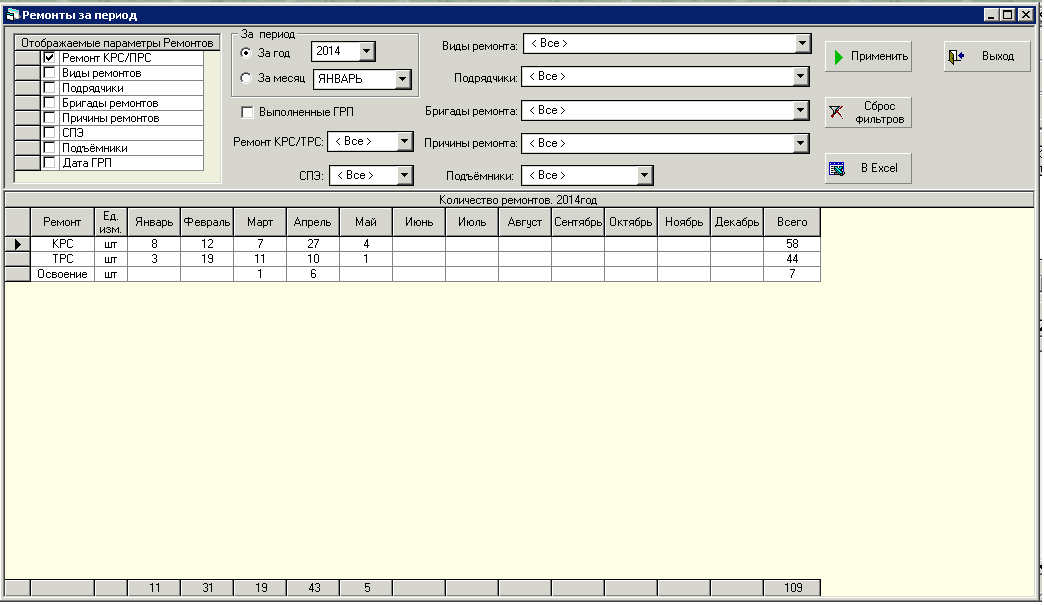 Ремонты за период
Отображаемые параметры Ремонтов
Ремонт КРС/ПРС
Виды ремонтов
Подрядчики
Бригады ремонтов
Причины ремонтов
СПЭ
Подъёмники
Дата ГРП
За период
За год 2014
За месяц ЯНВАРЬ
Выполненные ГРП
Ремонт КРС/ТРС: < Все >
СПЭ: < Все >
Виды ремонта: < Все >
Подрядчики: < Все >
Бригады ремонта: < Все >
Причины ремонта: < Все >
Подъёмники: < Все >
Применить
Выход
Сброс
фильтров
В Excel
Количество ремонтов. 2014год
Ремонт Ед. изм. Январь Февраль Март Апрель Май Июнь Июль Август Сентябрь Октябрь Ноябрь Декабрь Всего
КРС шт 8 12 7 27 4 58
ТРС шт 3 19 11 10 1 44
Освоение шт 1 6 7
11 31 19 43 5 109